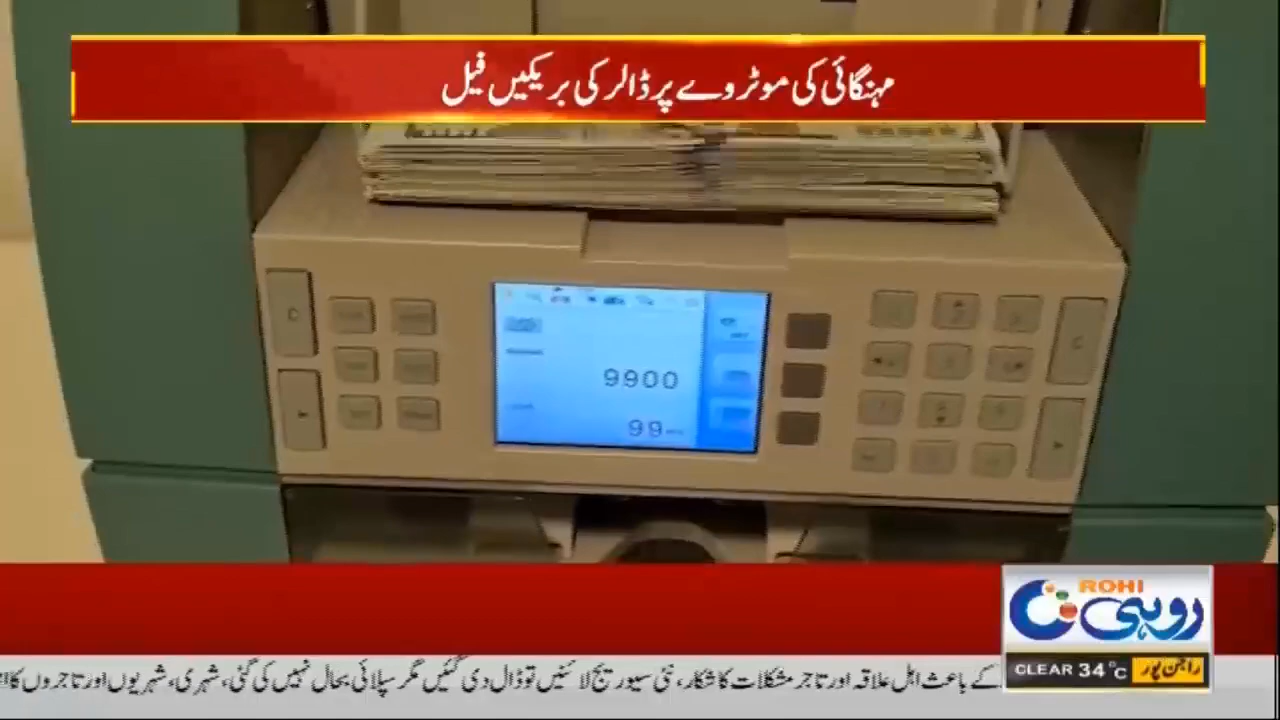 مہنگائی کی موٹروے پر ڈالر کی بریکیں فیل
9900
99
C
C
ROHI
روہی
CLEAR 34°C
راجن پور
کے باعث اہل علاقہ اور تاجر مشکلات کا شکار، نئی سیوریج لائنیں تو ڈال دی گئیں مگر سپلائی بحال نہیں کی گئی، شہری، شہریوں اور تاجروں کا